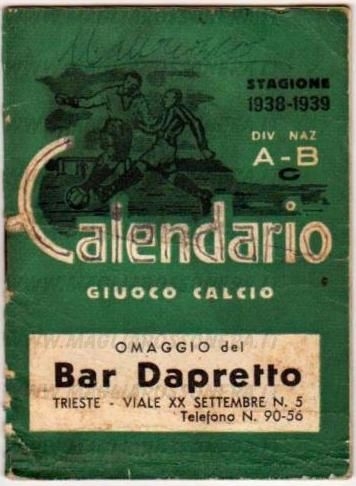 STAGIONE
1938-1939
DIV NAZ
A-B
C
Calendario
GIUOCO CALCIO
OMAGGIO del
Bar Dapretto
TRIESTE - VIALE XX SETTEMBRE N. 5
Telefono N. 90-56